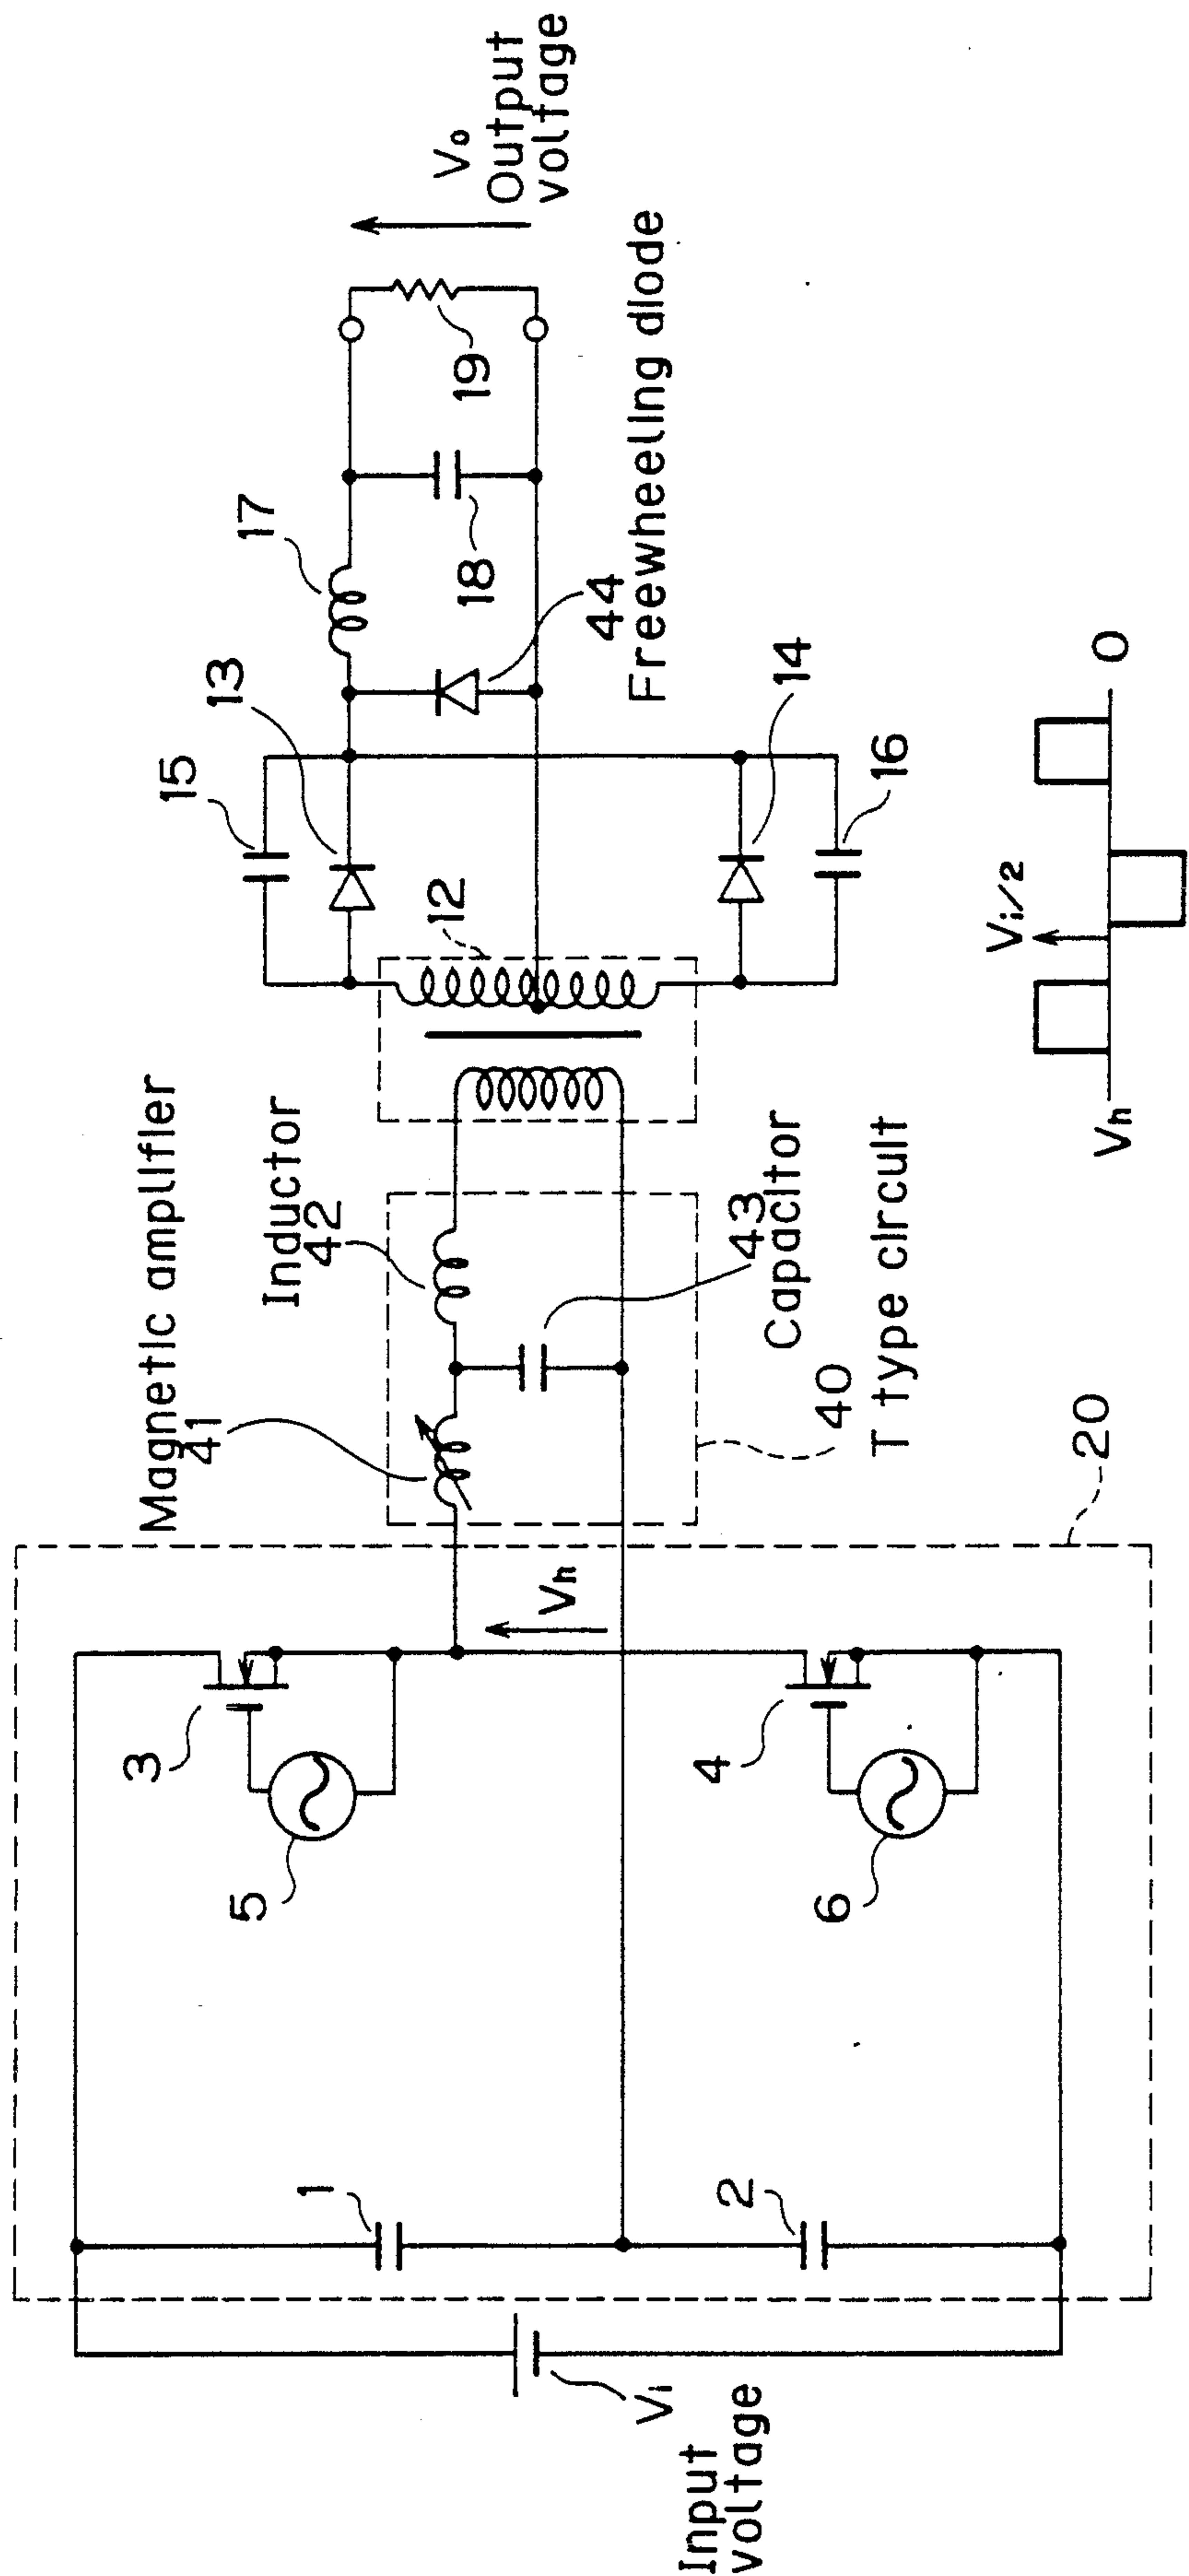 Input
voltage
Vi
1
2
3
4
5
6
20
Vh
Magnetic amplifier
41
Inductor
42
43
Capacitor
40
T type circuit
12
13
14
15
16
17
18
19
44
Freewheeling diode
Vo
Output
voltage
Vh
Vi/2
0